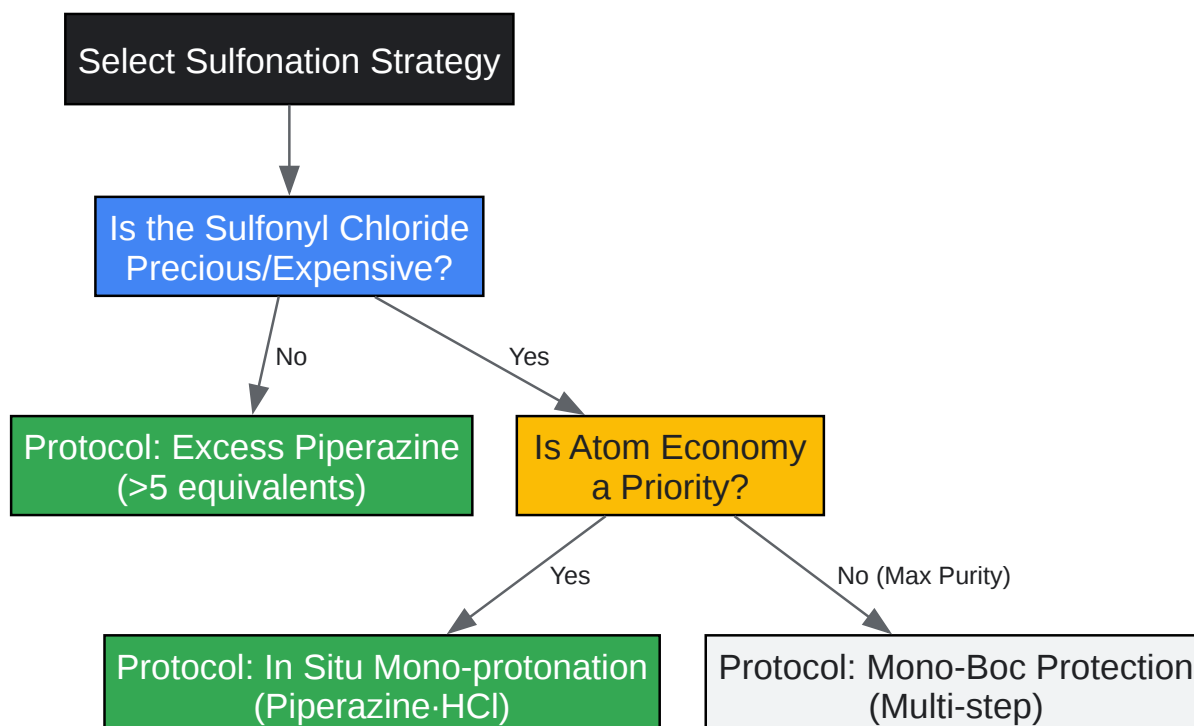 Select Sulfonation Strategy
Is the Sulfonyl Chloride
Precious/Expensive?
No
Yes
Protocol: Excess Piperazine
(>5 equivalents)
Is Atom Economy
a Priority?
Yes
No (Max Purity)
Protocol: In Situ Mono-protonation
(Piperazine·HCl)
Protocol: Mono-Boc Protection
(Multi-step)